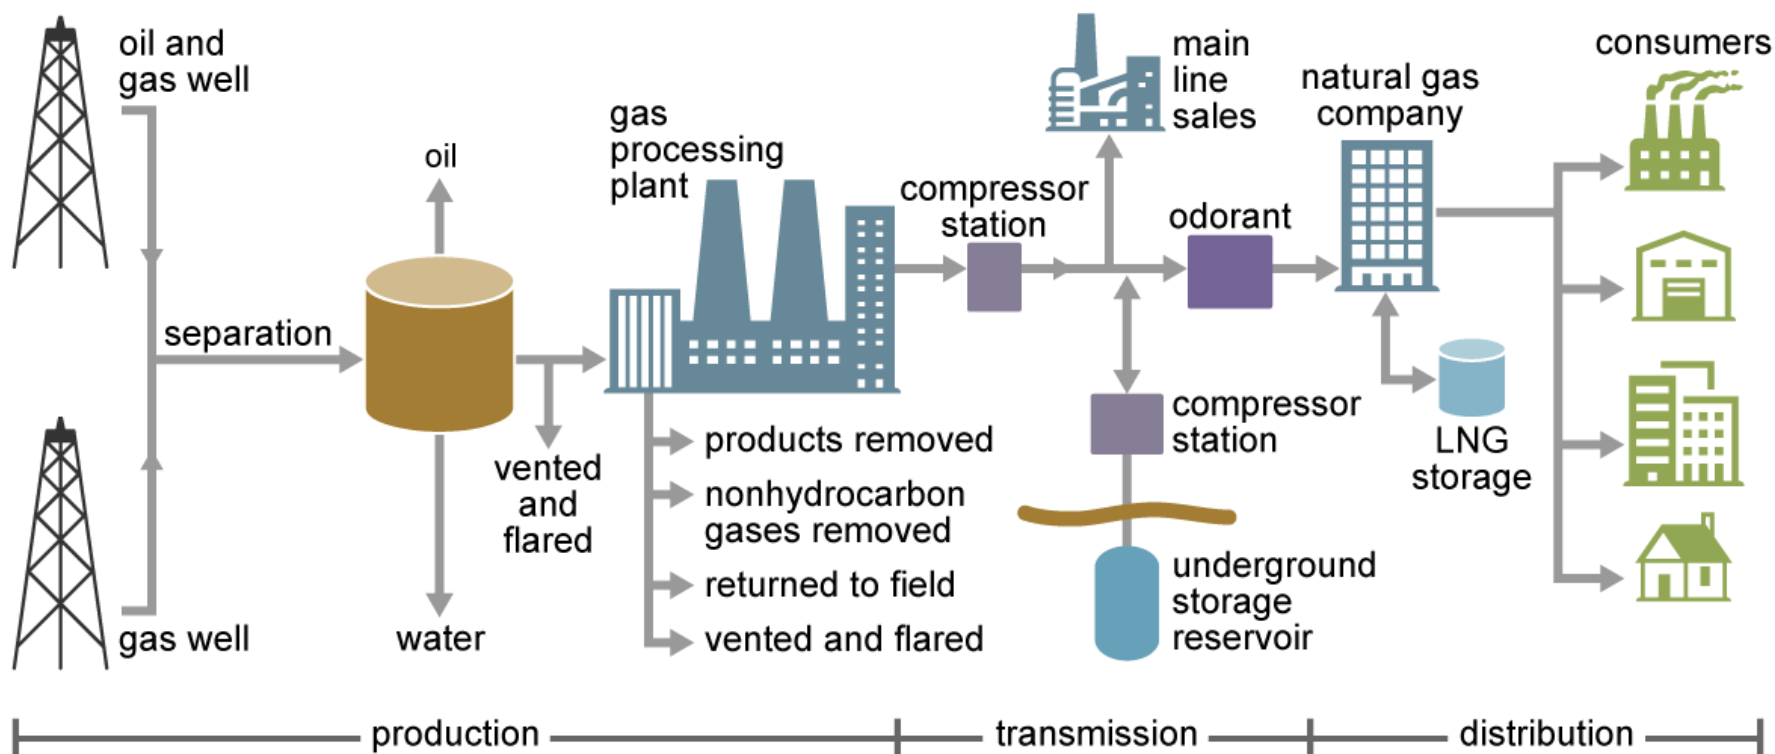 oil and
gas well
gas well
separation
oil
water
vented
and
flared
gas
processing
plant
products removed
nonhydrocarbon
gases removed
returned to field
vented and flared
compressor
station
main
line
sales
compressor
station
underground
storage
reservoir
odorant
natural gas
company
LNG
storage
consumers
production
transmission
distribution